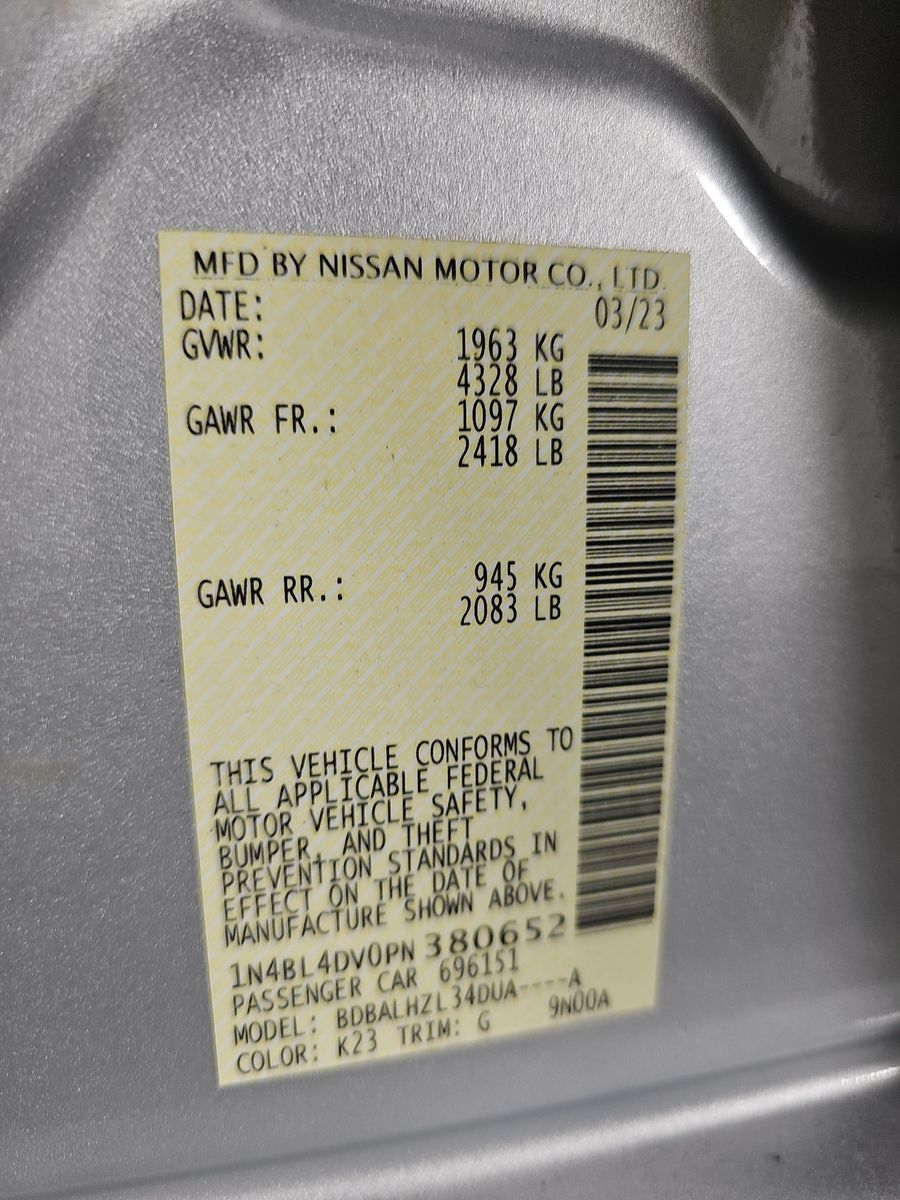 MFD BY NISSAN MOTOR CO., LTD.
DATE: 03/23
GVWR: 1963 KG
4328 LB
GAWR FR.: 1097 KG
2418 LB
GAWR RR.: 945 KG
2083 LB
THIS VEHICLE CONFORMS TO
ALL APPLICABLE FEDERAL
MOTOR VEHICLE SAFETY,
BUMPER, AND THEFT
PREVENTION STANDARDS IN
EFFECT ON THE DATE OF
MANUFACTURE SHOWN ABOVE.
1N4BL4DV0PN 380652
PASSENGER CAR 696151
MODEL: BDBALHZL34DUA----A
COLOR: K23 TRIM: G 9N00A